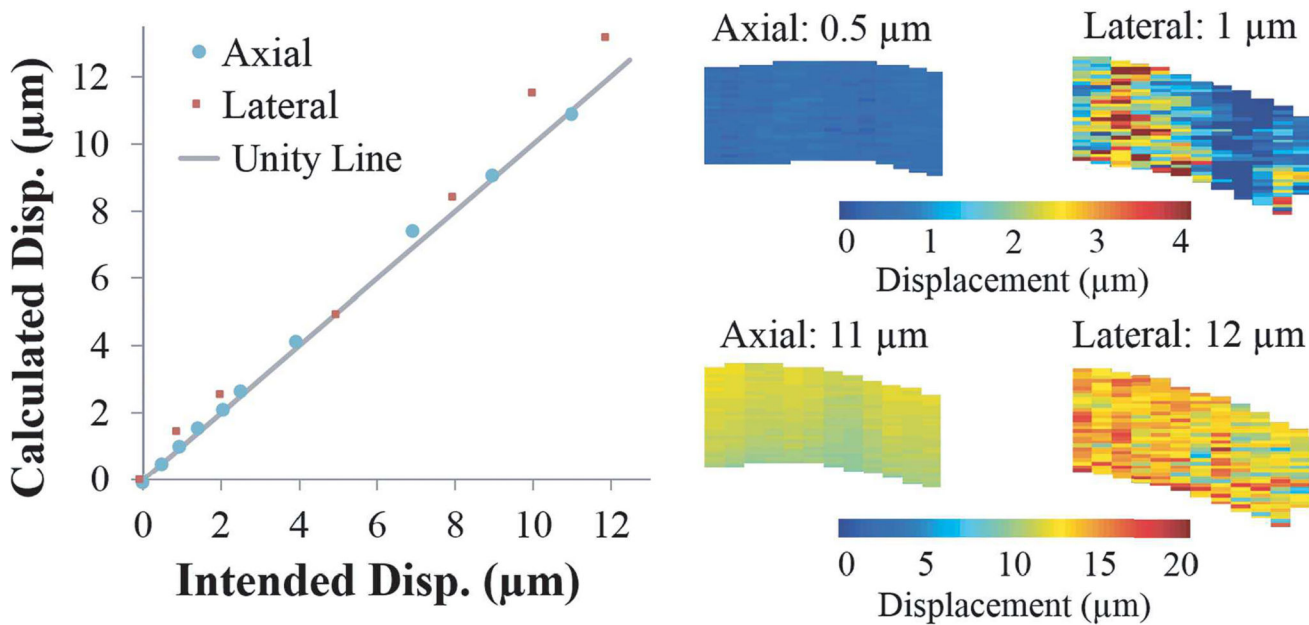 Calculated Disp. (µm)
12
10
8
6
4
2
0
Axial
Lateral
Unity Line
0 2 4 6 8 10 12
Intended Disp. (µm)
Axial: 0.5 µm
Lateral: 1 µm
0 1 2 3 4
Displacement (µm)
Axial: 11 µm
Lateral: 12 µm
0 5 10 15 20
Displacement (µm)